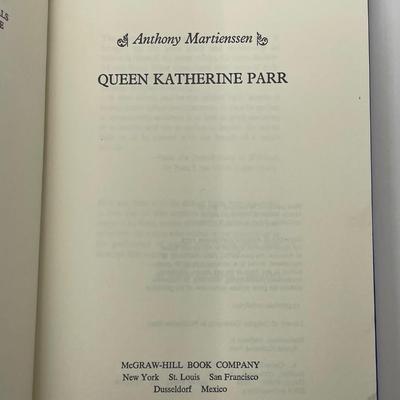 Anthony Martienssen
QUEEN KATHERINE PARR
McGRAW-HILL BOOK COMPANY
New York St. Louis San Francisco
Dusseldorf Mexico